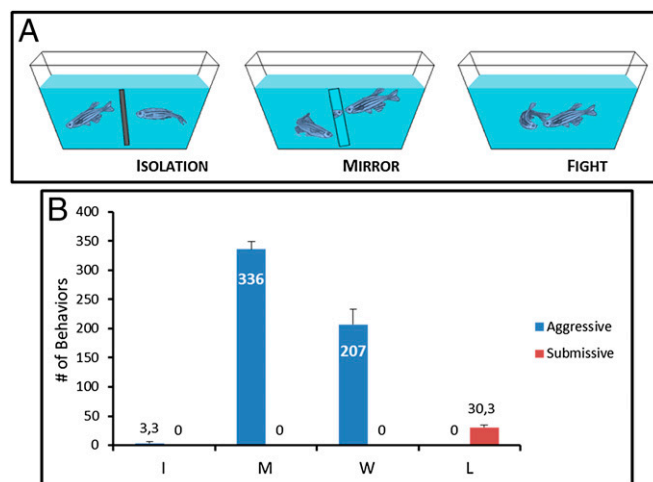 A
ISOLATION MIRROR FIGHT
B
400
350
300
250
200
150
100
50
0
# of Behaviors
3,3 0 336 0 207 0 0 30,3
I M W L
Aggressive
Submissive